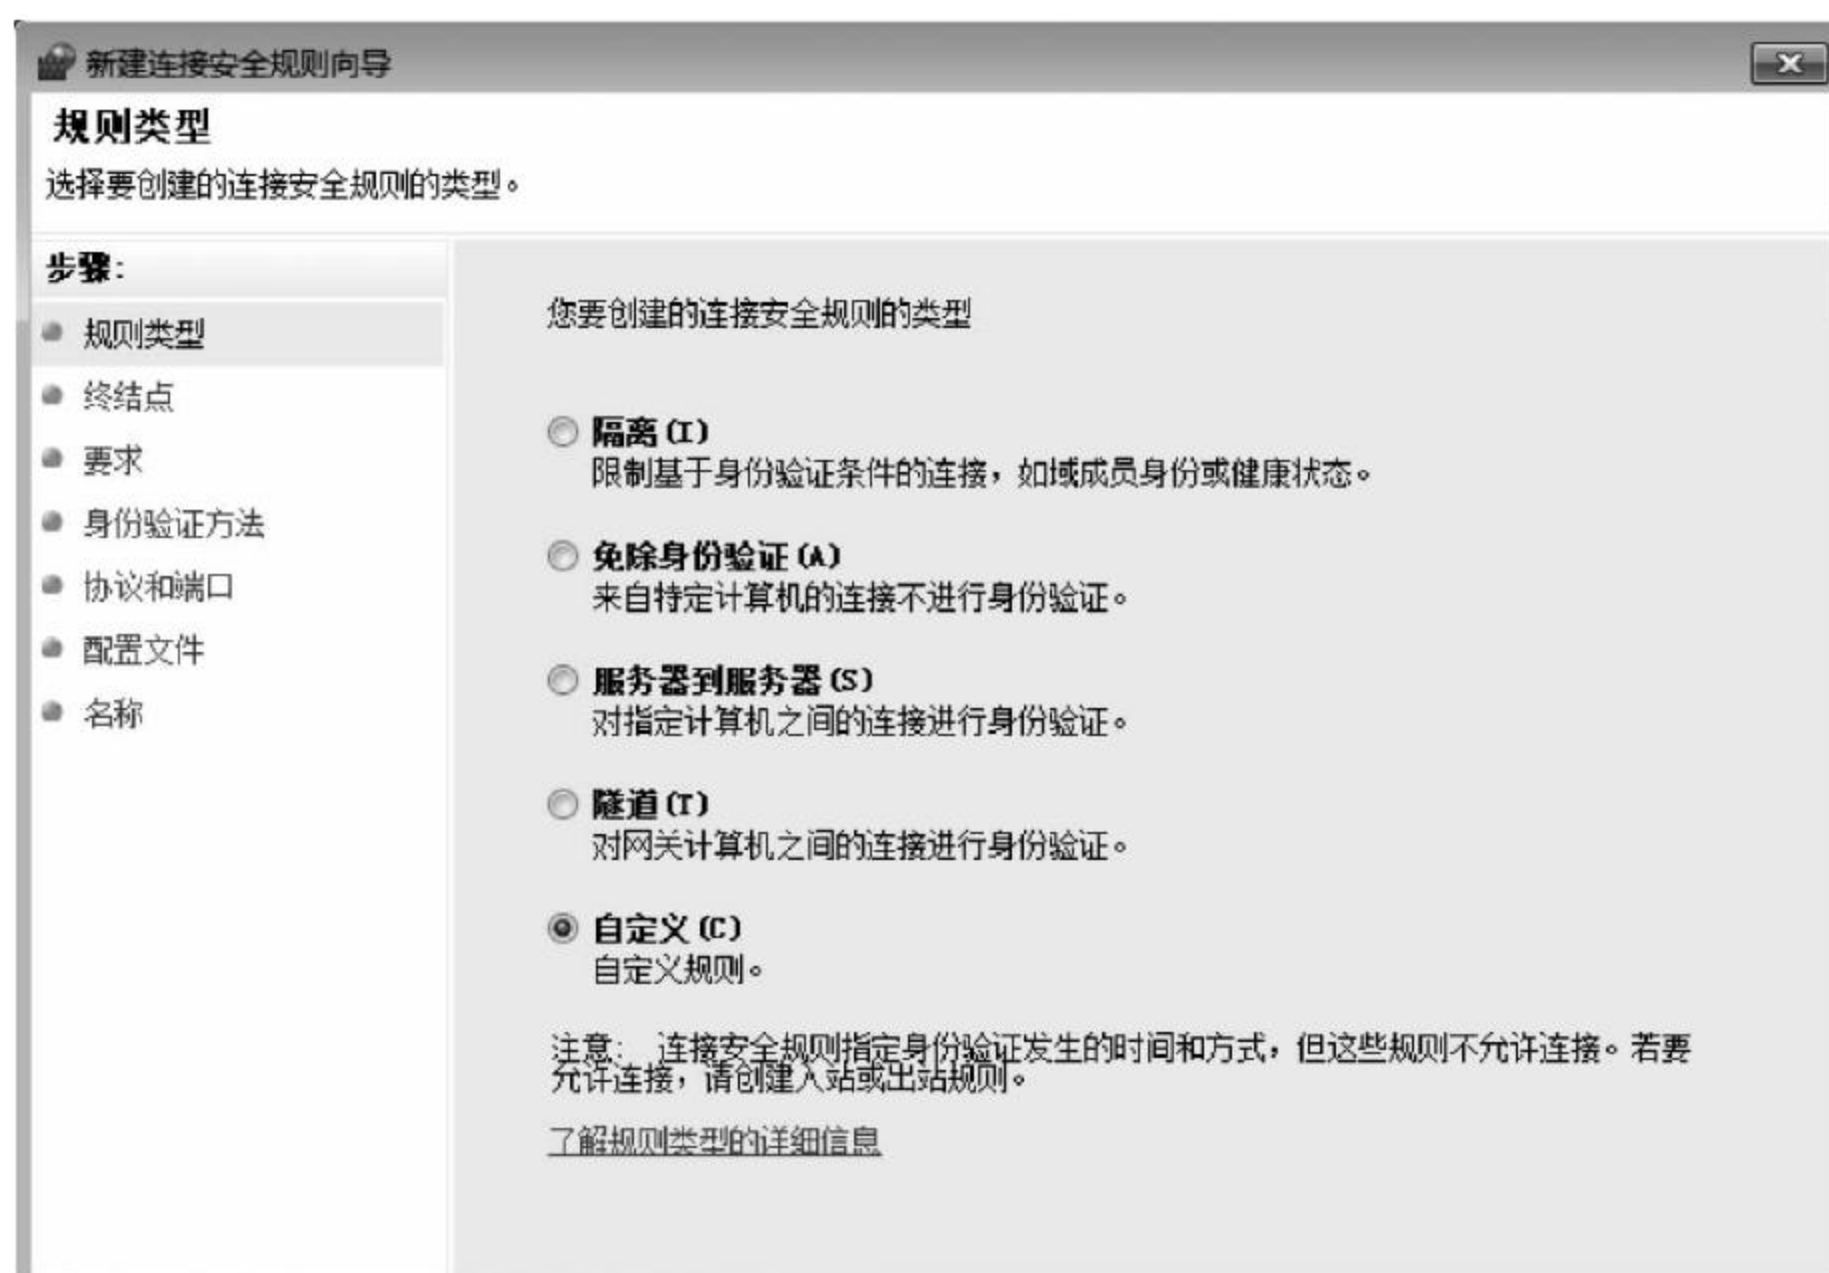 新建连接安全规则向导
规则类型
选择要创建的连接安全规则的类型。
步骤:
规则类型
终结点
要求
身份验证方法
协议和端口
配置文件
名称
您要创建的连接安全规则的类型
隔离(I)
限制基于身份验证条件的连接，如域成员身份或健康状态。
免除身份验证(A)
来自特定计算机的连接不进行身份验证。
服务器到服务器(S)
对指定计算机之间的连接进行身份验证。
隧道(T)
对网关计算机之间的连接进行身份验证。
自定义(C)
自定义规则。
注意: 连接安全规则指定身份验证发生的时间和方式，但这些规则不允许连接。若要
允许连接，请创建入站或出站规则。
了解规则类型的详细信息